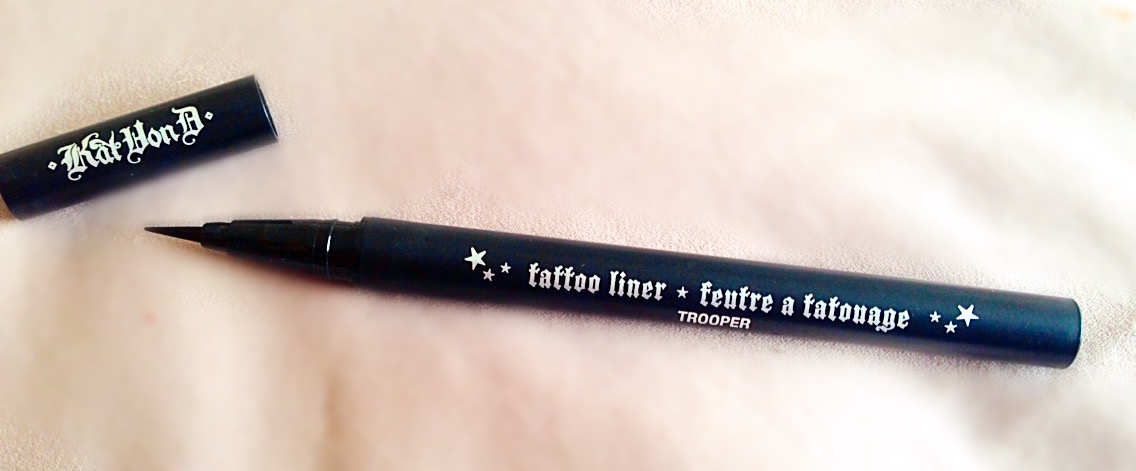 Kat Von D
tattoo liner ★ feutre a tatouage
TROOPER